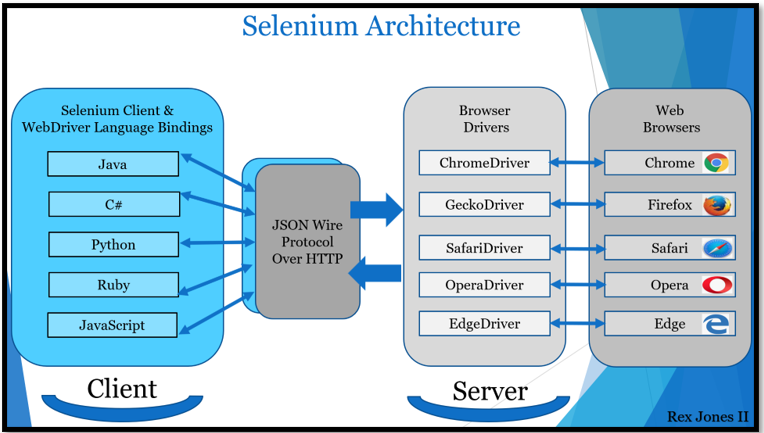 Selenium Architecture
Selenium Client &
WebDriver Language Bindings
Java
C#
Python
Ruby
JavaScript
Client
JSON Wire
Protocol
Over HTTP
Browser
Drivers
ChromeDriver
GeckoDriver
SafariDriver
OperaDriver
EdgeDriver
Server
Web
Browsers
Chrome
Firefox
Safari
Opera
Edge
Rex Jones II